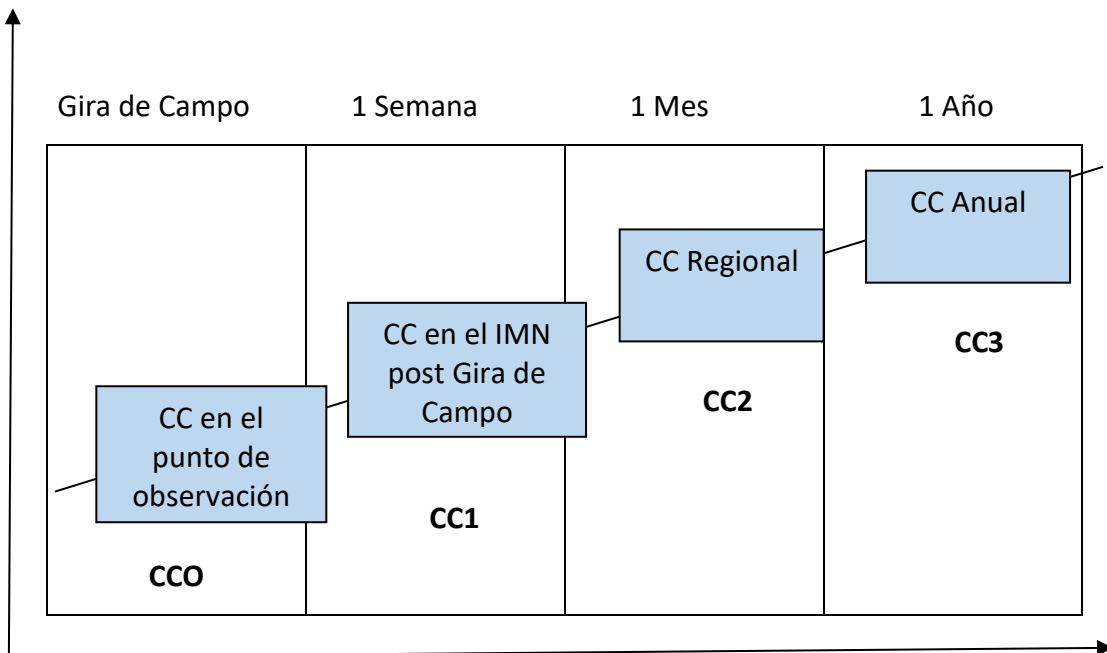 Gira de Campo
1 Semana
1 Mes
1 Año
CC en el
punto de
observación
CCO
CC en el IMN
post Gira de
Campo
CC1
CC Regional
CC2
CC Anual
CC3